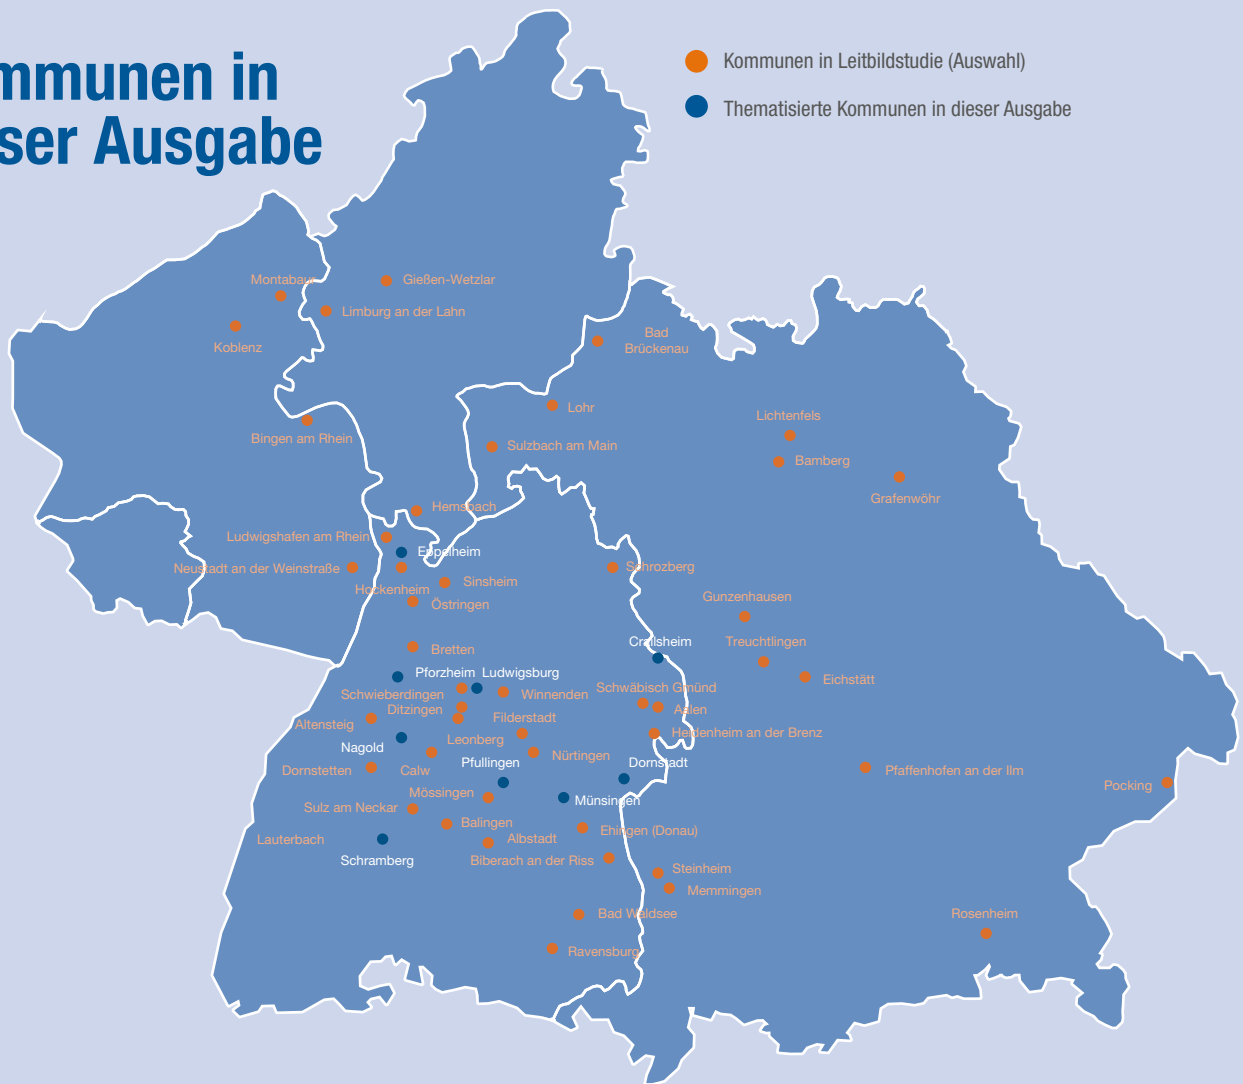 mmunen in
ser Ausgabe
Kommunen in Leitbildstudie (Auswahl)
Thematisierte Kommunen in dieser Ausgabe
Montabaur
Gießen-Wetzlar
Limburg an der Lahn
Koblenz
Bad
Brückenau
Lohr
Lichtenfels
Bingen am Rhein
Sulzbach am Main
Bamberg
Grafenwöhr
Hemsbach
Ludwigshafen am Rhein
Eppelheim
Neustadt an der Weinstraße
Schrozberg
Hockenheim
Sinsheim
Östringen
Gunzenhausen
Crailsheim
Treuchtlingen
Bretten
Pforzheim
Ludwigsburg
Eichstätt
Schwieberdingen
Winnenden
Schwäbisch Gmünd
Ditzingen
Aalen
Altensteig
Filderstadt
Heidenheim an der Brenz
Leonberg
Nagold
Nürtingen
Pfullingen
Dornstadt
Dornstetten
Calw
Pfaffenhofen an der Ilm
Pocking
Mössingen
Münsingen
Sulz am Neckar
Balingen
Ehingen (Donau)
Lauterbach
Albstadt
Schramberg
Biberach an der Riss
Steinheim
Memmingen
Bad Waldsee
Rosenheim
Ravensburg